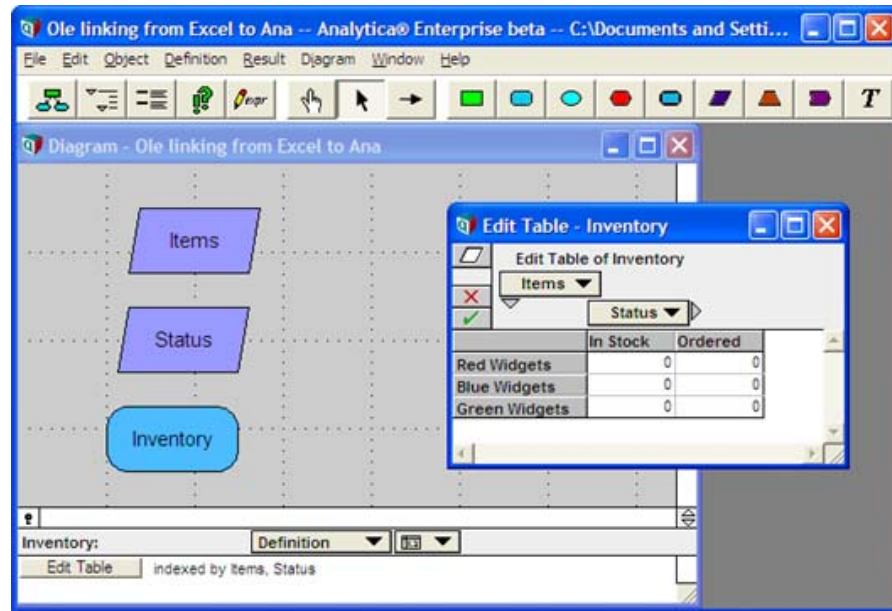 Ole linking from Excel to Ana -- Analytica® Enterprise beta -- C:\Documents and Setti...
File Edit Object Definition Result Diagram Window Help
expr T
Diagram - Ole linking from Excel to Ana
Items
Status
Inventory
Edit Table - Inventory
Edit Table of Inventory
Items
Status
In Stock Ordered
Red Widgets 0 0
Blue Widgets 0 0
Green Widgets 0 0
Inventory: Definition
Edit Table indexed by Items, Status